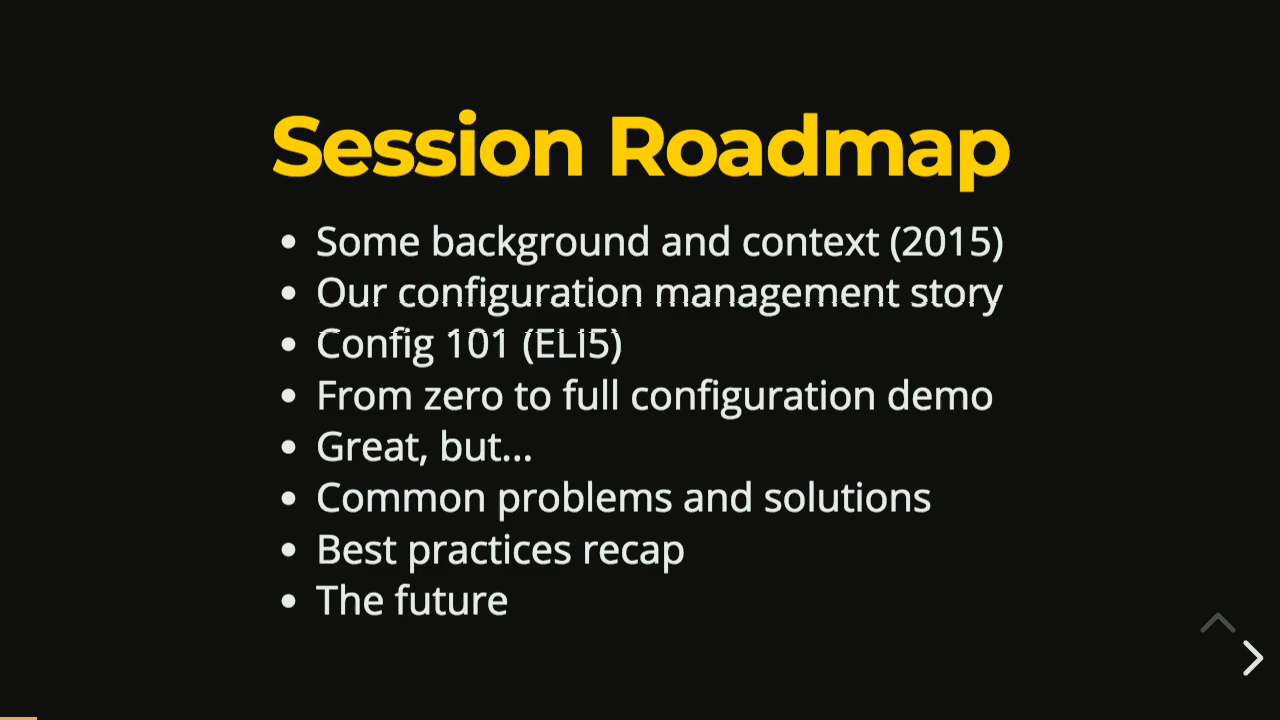 Session Roadmap
Some background and context (2015)
Our configuration management story
Config 101 (ELI5)
From zero to full configuration demo
Great, but...
Common problems and solutions
Best practices recap
The future